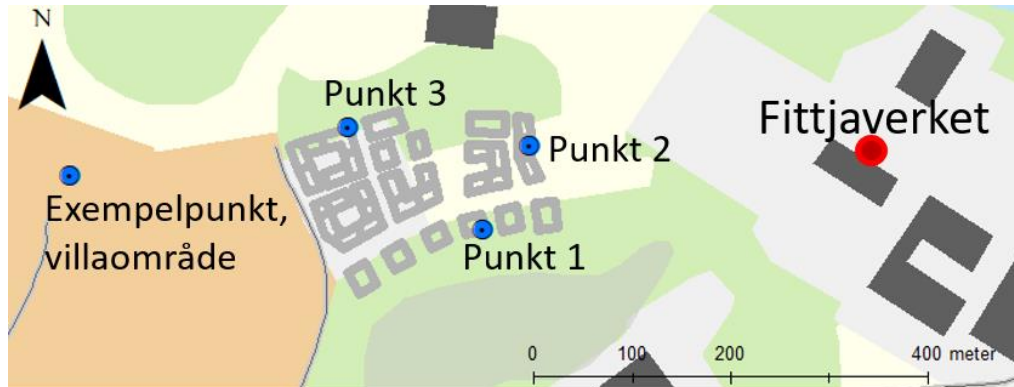 N
Punkt 3
Fittjaverket
Punkt 2
Exempelpunkt,
villaområde
Punkt 1
0 100 200 400 meter